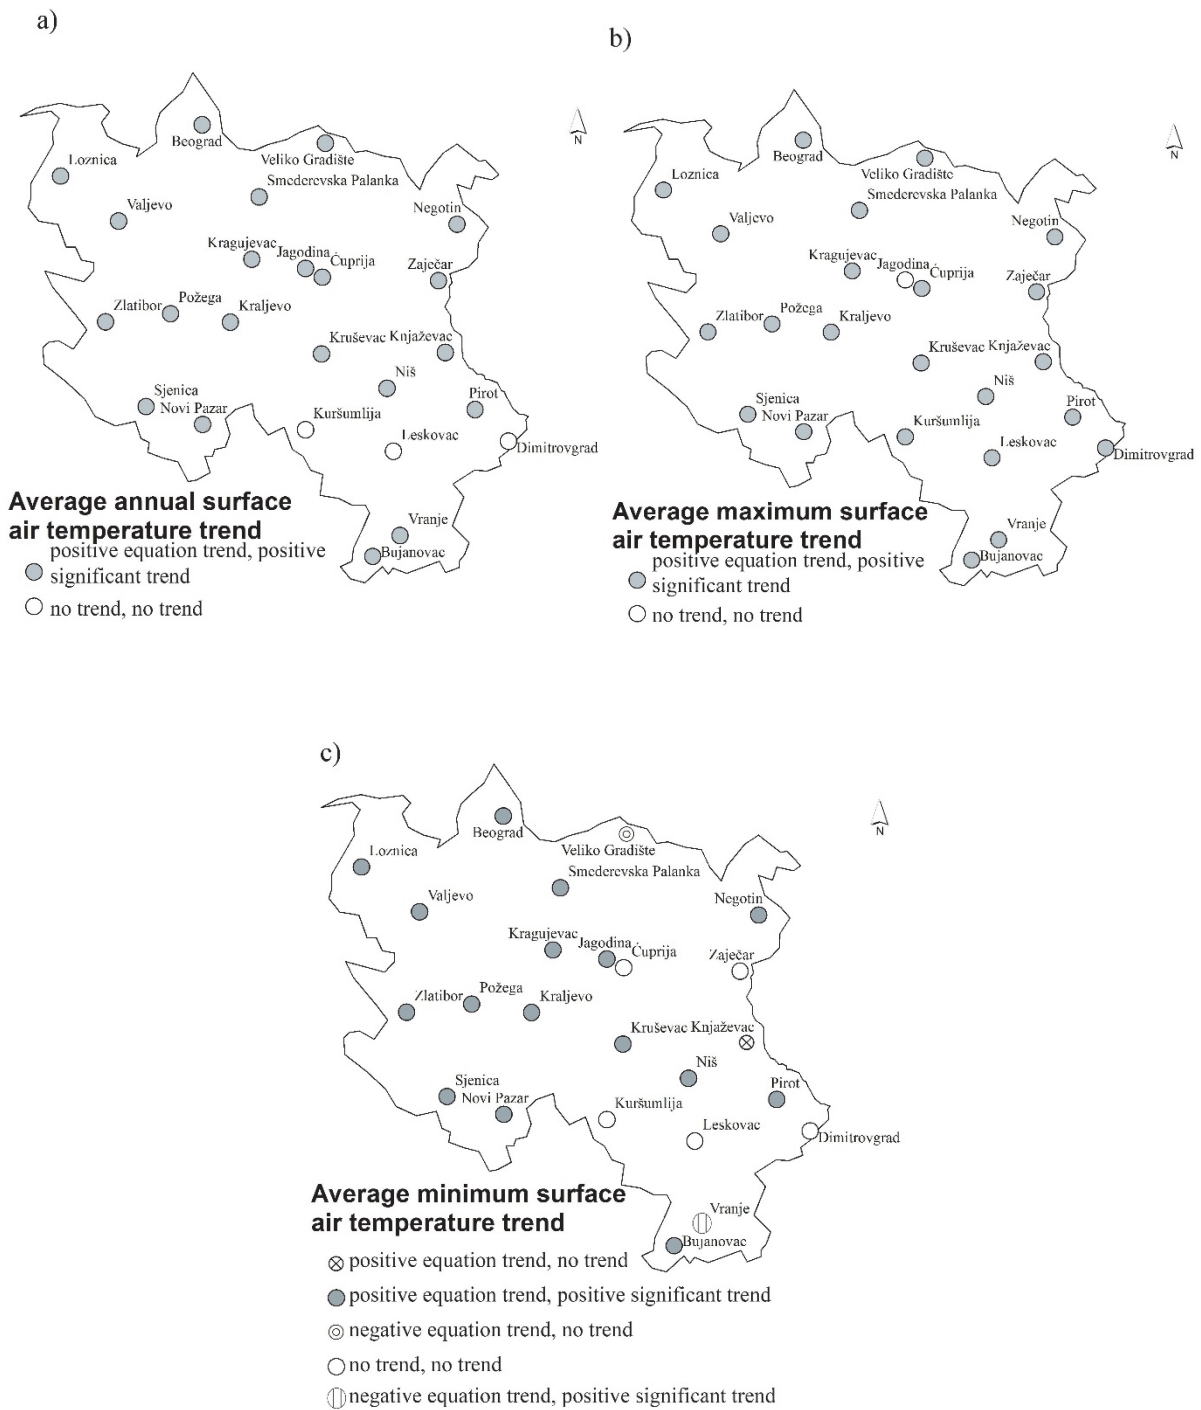 a)
N
Beograd
Veliko Gradište
Loznica
Smederevska Palanka
Valjevo
Negotin
Kragujevac
Jagodina
Ćuprija
Zaječar
Zlatibor
Požega
Kraljevo
Kruševac
Knjaževac
Niš
Sjenica
Novi Pazar
Pirot
Kuršumlija
Leskovac
Dimitrovgrad
Vranje
Bujanovac
Average annual surface
air temperature trend
positive equation trend, positive
significant trend
no trend, no trend
b)
N
Beograd
Veliko Gradište
Loznica
Smederevska Palanka
Valjevo
Negotin
Kragujevac
Jagodina
Ćuprija
Zaječar
Zlatibor
Požega
Kraljevo
Kruševac
Knjaževac
Niš
Sjenica
Novi Pazar
Pirot
Kuršumlija
Leskovac
Dimitrovgrad
Vranje
Bujanovac
Average maximum surface
air temperature trend
positive equation trend, positive
significant trend
no trend, no trend
c)
N
Beograd
Veliko Gradište
Loznica
Smederevska Palanka
Valjevo
Negotin
Kragujevac
Jagodina
Ćuprija
Zaječar
Zlatibor
Požega
Kraljevo
Kruševac
Knjaževac
Niš
Sjenica
Novi Pazar
Pirot
Kuršumlija
Leskovac
Dimitrovgrad
Vranje
Bujanovac
Average minimum surface
air temperature trend
positive equation trend, no trend
positive equation trend, positive significant trend
negative equation trend, no trend
no trend, no trend
negative equation trend, positive significant trend